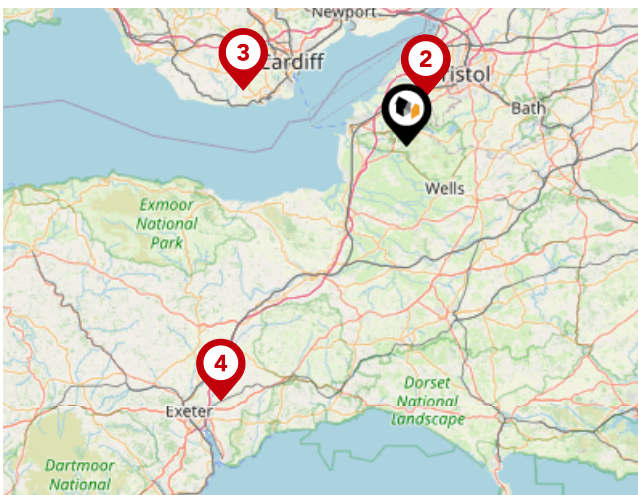 Newport
3
Cardiff
2
ristol
Bath
Wells
Exmoor
National
Park
4
Exeter
Dorset
National
Landscape
Dartmoor
National